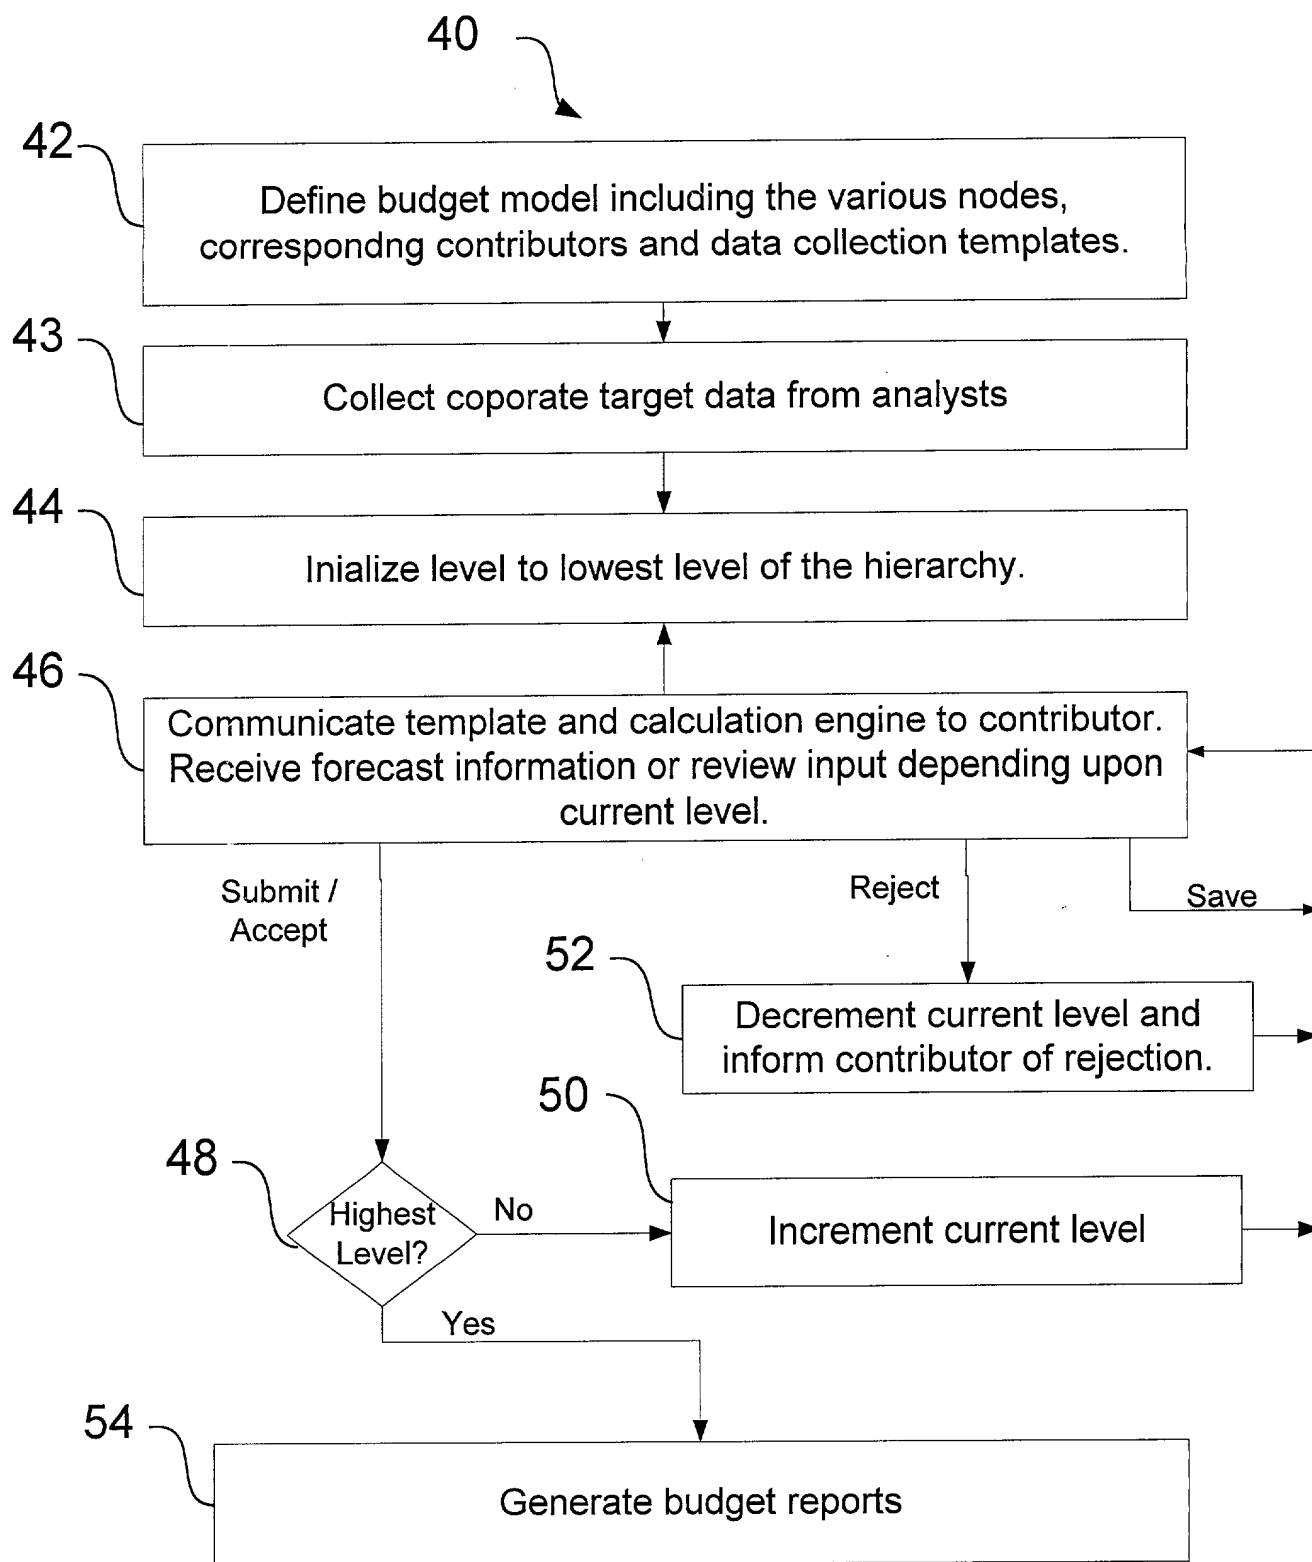 40
42
Define budget model including the various nodes,
correspondng contributors and data collection templates.
43
Collect coporate target data from analysts
44
Inialize level to lowest level of the hierarchy.
46
Communicate template and calculation engine to contributor.
Receive forecast information or review input depending upon
current level.
Submit /
Accept
Reject
Save
52
Decrement current level and
inform contributor of rejection.
50
48
Highest
Level?
No
Increment current level
Yes
54
Generate budget reports